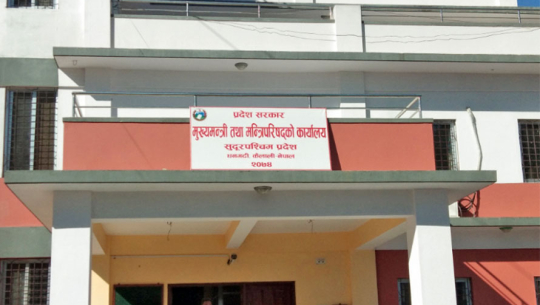 प्रदेश सरकार
मुख्यमन्त्री तथा मन्त्रिपरिषद्को कार्यालय
सुदूरपश्चिम प्रदेश
धनगढी कैलाली नेपाल
२०७४